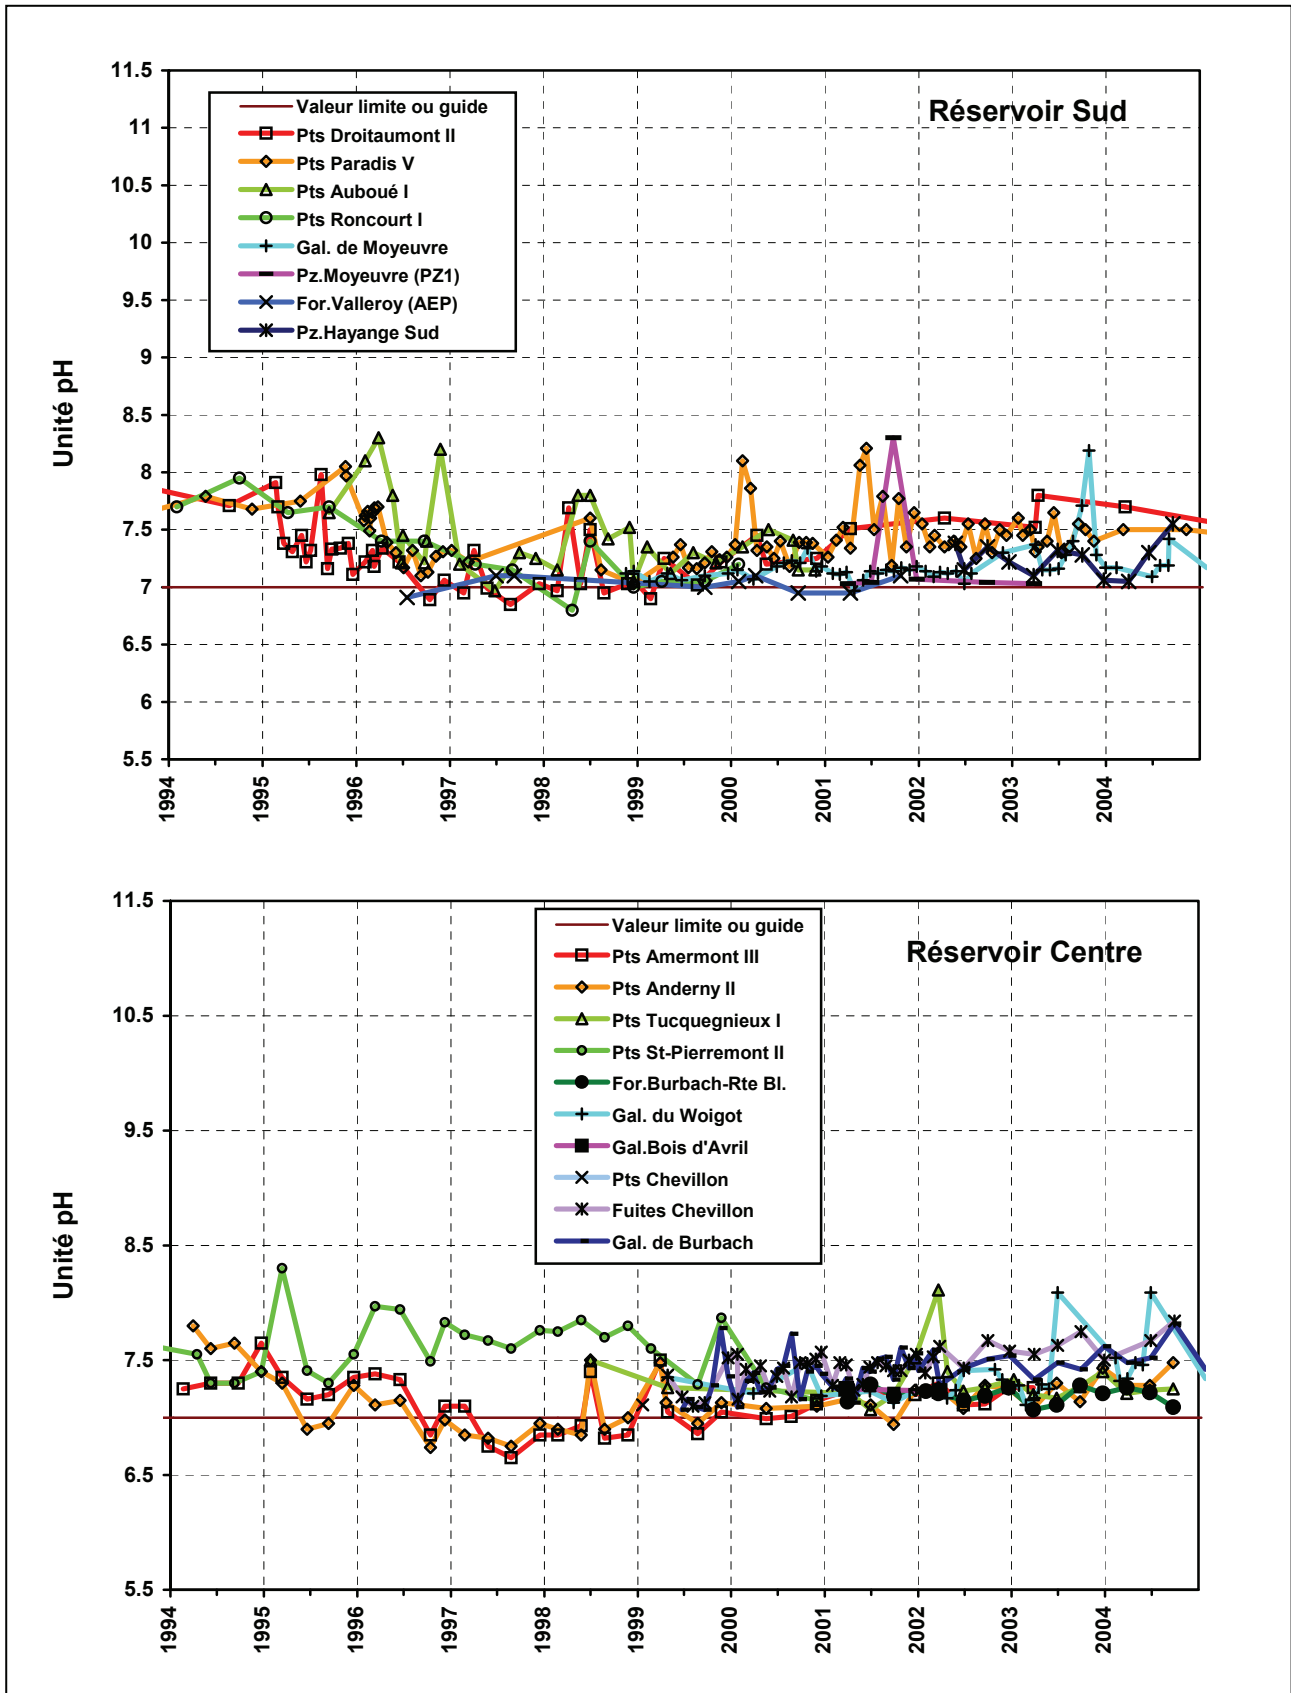 Réservoir Sud
Unité pH
11.5
11
10.5
10
9.5
9
8.5
8
7.5
7
6.5
6
5.5
Valeur limite ou guide
Pts Droitaumont II
Pts Paradis V
Pts Auboué I
Pts Roncourt I
Gal. de Moyeuvre
Pz.Moyeuvre (PZ1)
For.Valleroy (AEP)
Pz.Hayange Sud
1994
1995
1996
1997
1998
1999
2000
2001
2002
2003
2004
Réservoir Centre
Unité pH
11.5
10.5
9.5
8.5
7.5
6.5
5.5
Valeur limite ou guide
Pts Amermont III
Pts Anderny II
Pts Tucquegnieux I
Pts St-Pierremont II
For.Burbach-Rte Bl.
Gal. du Woigot
Gal.Bois d'Avril
Pts Chevillon
Fuites Chevillon
Gal. de Burbach
1994
1995
1996
1997
1998
1999
2000
2001
2002
2003
2004